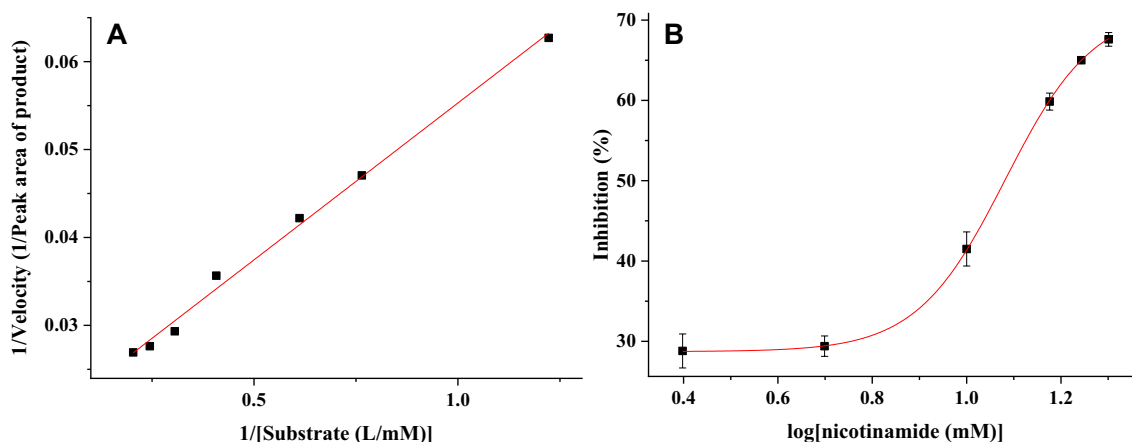 A
1/Velocity (1/Peak area of product)
0.06
0.05
0.04
0.03
0.5
1.0
1/[Substrate (L/mM)]
B
Inhibition (%)
70
60
50
40
30
0.4
0.6
0.8
1.0
1.2
log[nicotinamide (mM)]